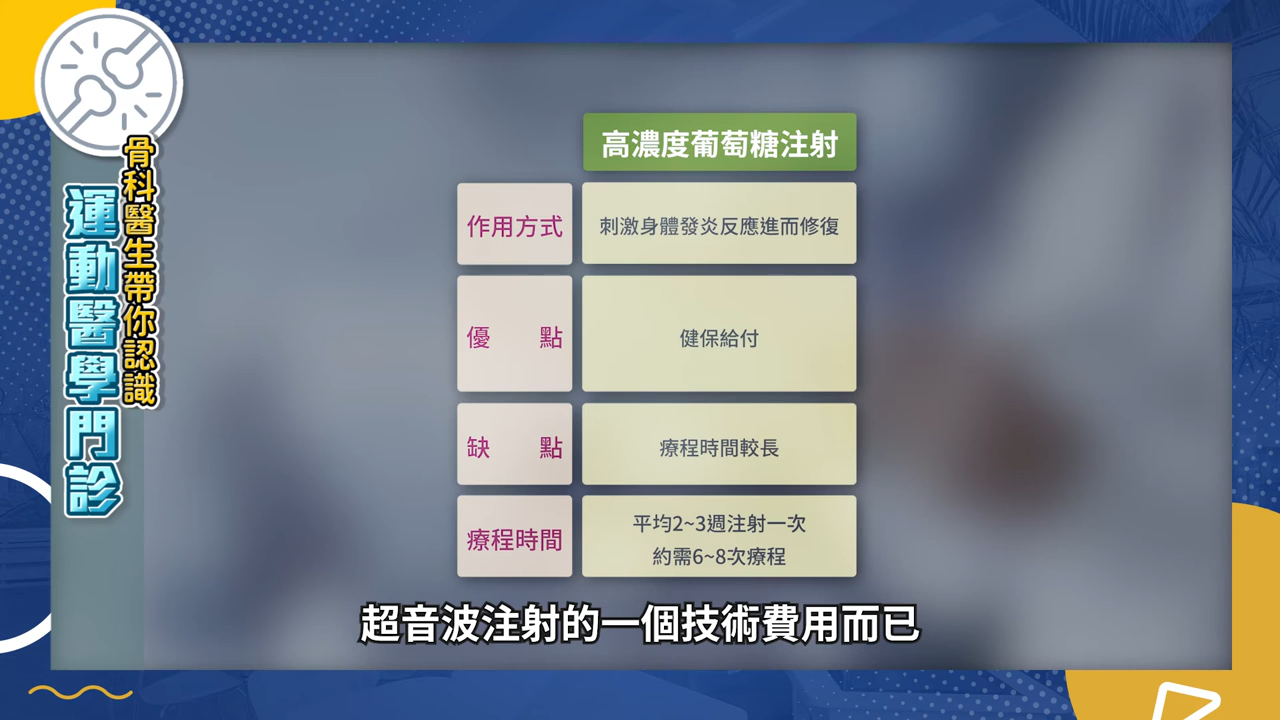 骨科醫生帶你認識
運動醫學門診
高濃度葡萄糖注射
作用方式
刺激身體發炎反應進而修復
優點
健保給付
缺點
療程時間較長
療程時間
平均2~3週注射一次
約需6~8次療程
超音波注射的一個技術費用而已